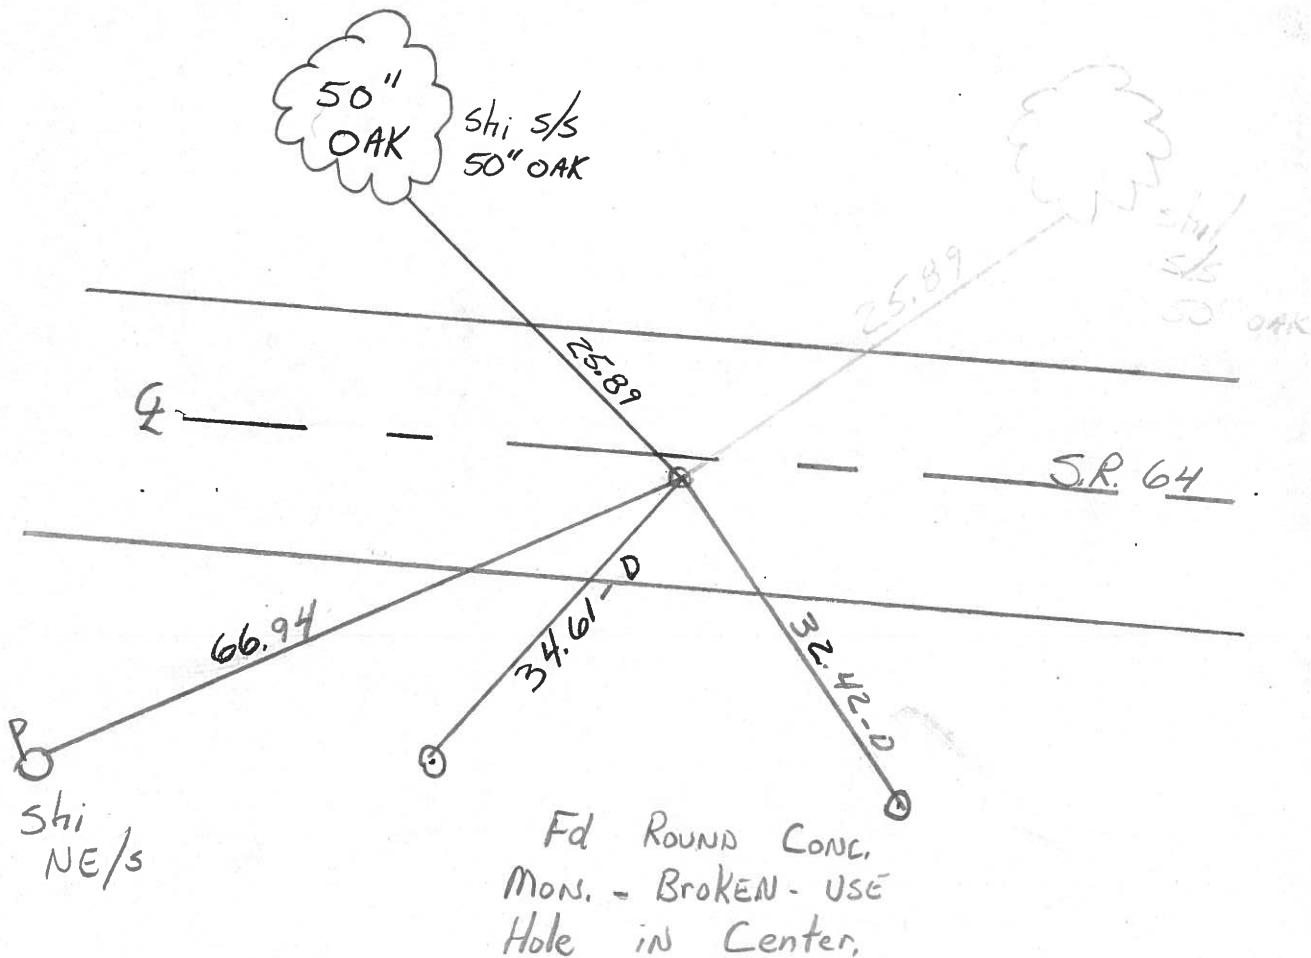 50"
OAK
Shi s/s
50" OAK
25.89
25.89
Shi
s/s
50" OAK
℄
S.R. 64
66.94
34.61-D
32.42-D
P
Shi
NE/s
Fd ROUND CONC.
MON. - BROKEN - USE
Hole iN Center.